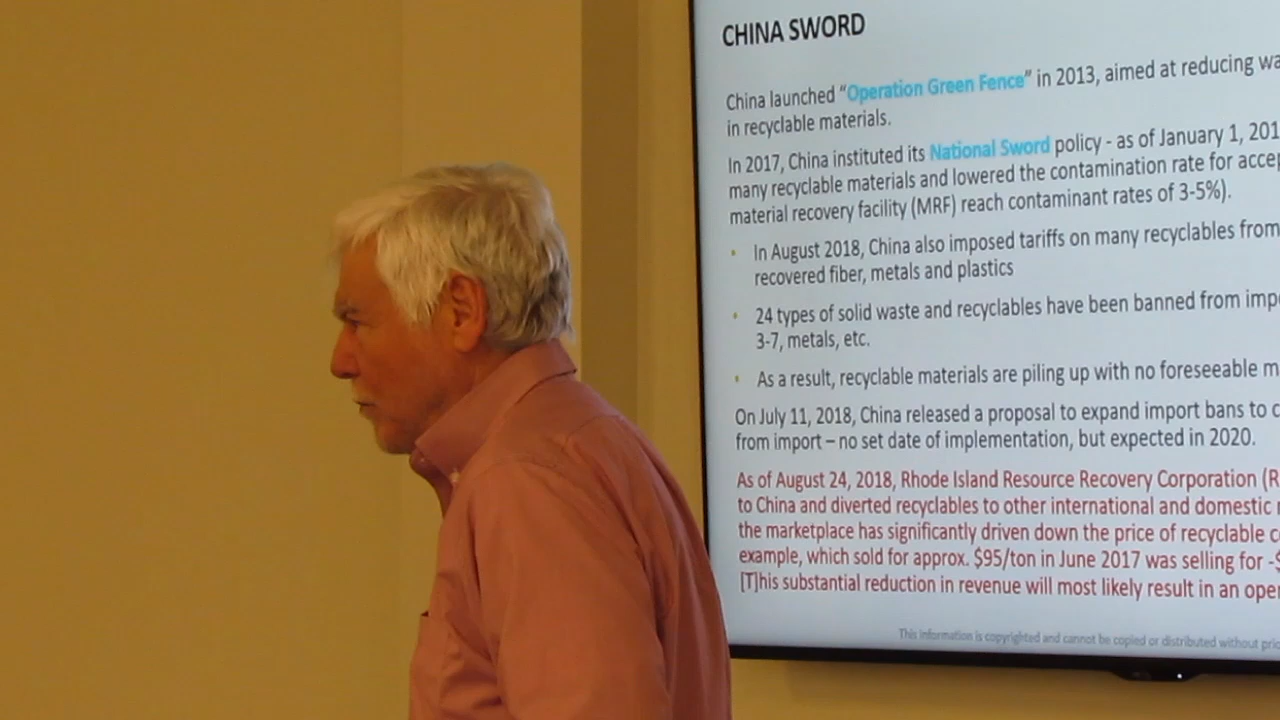 CHINA SWORD
China launched "Operation Green Fence" in 2013, aimed at reducing
in recyclable materials.
In 2017, China instituted its National Sword policy - as of January 1,
many recyclable materials and lowered the contamination rate for
material recovery facility (MRF) reach contaminant rates of 3-5%).
• In August 2018, China also imposed tariffs on many recyclables from
recovered fiber, metals and plastics
• 24 types of solid waste and recyclables have been banned from
3-7, metals, etc.
• As a result, recyclable materials are piling up with no foreseeable
On July 11, 2018, China released a proposal to expand import bans to
from import – no set date of implementation, but expected in 2020.
As of August 24, 2018, Rhode Island Resource Recovery Corporation
to China and diverted recyclables to other international and domestic
the marketplace has significantly driven down the price of recyclable
example, which sold for approx. $95/ton in June 2017 was selling for
[T]his substantial reduction in revenue will most likely result in an
This information is copyrighted and cannot be copied or distributed without